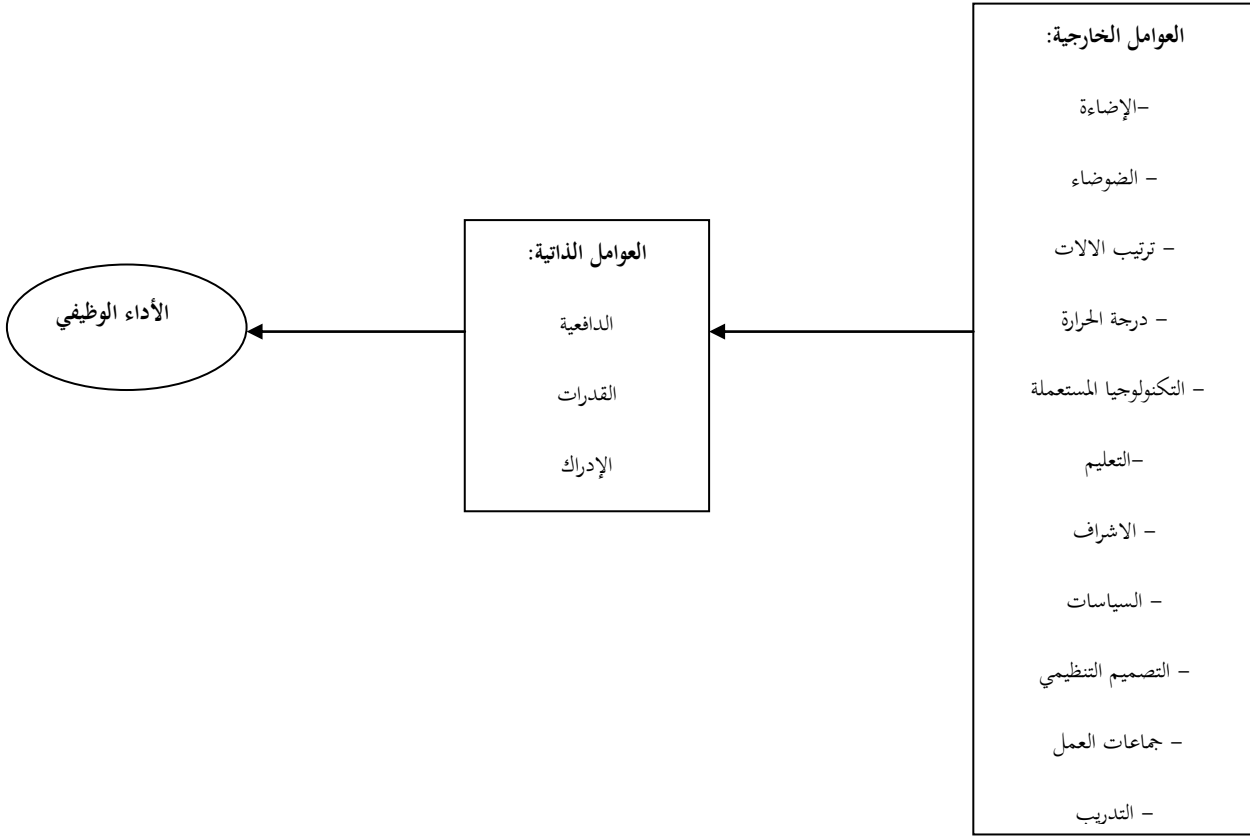 العوامل الخارجية:
–الإضاءة
– الضوضاء
– ترتيب الالات
– درجة الحرارة
– التكنولوجيا المستعملة
–التعليم
– الاشراف
– السياسات
– التصميم التنظيمي
– جماعات العمل
– التدريب
العوامل الذاتية:
الدافعية
القدرات
الإدراك
الأداء الوظيفي